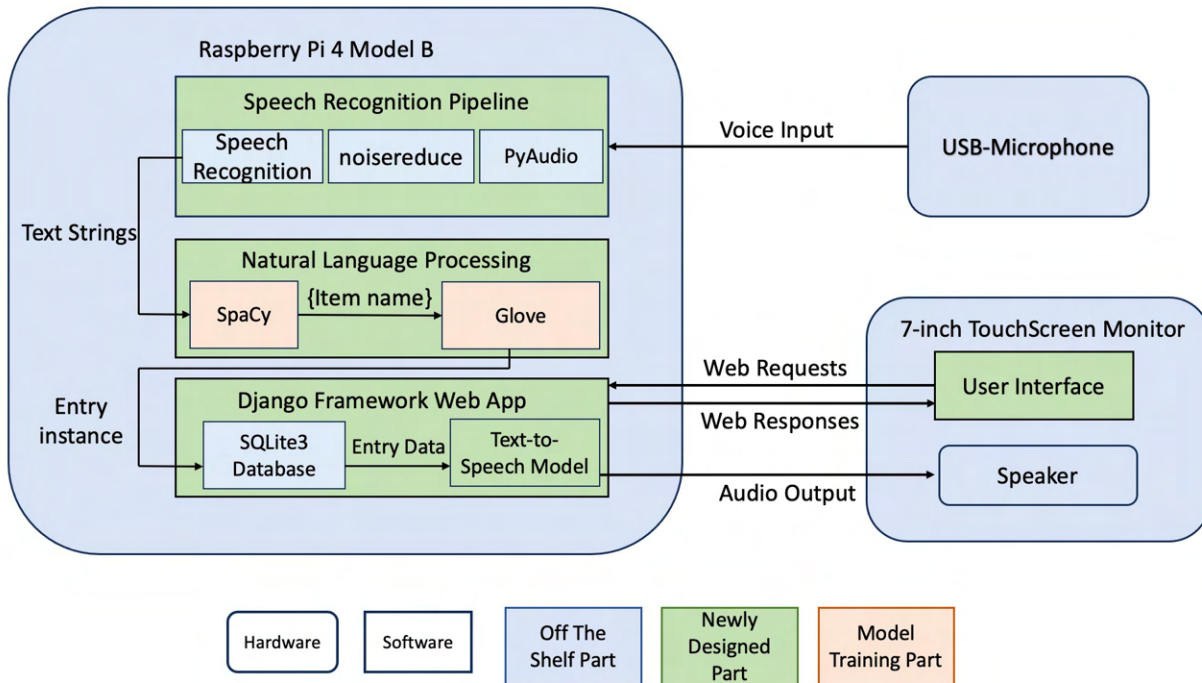 Raspberry Pi 4 Model B
Speech Recognition Pipeline
Speech
Recognition
noisereduce
PyAudio
Voice Input
USB-Microphone
Text Strings
Natural Language Processing
SpaCy
{Item name}
Glove
Entry
instance
Django Framework Web App
SQLite3
Database
Entry Data
Text-to-
Speech Model
Web Requests
Web Responses
Audio Output
7-inch TouchScreen Monitor
User Interface
Speaker
Hardware
Software
Off The
Shelf Part
Newly
Designed
Part
Model
Training Part